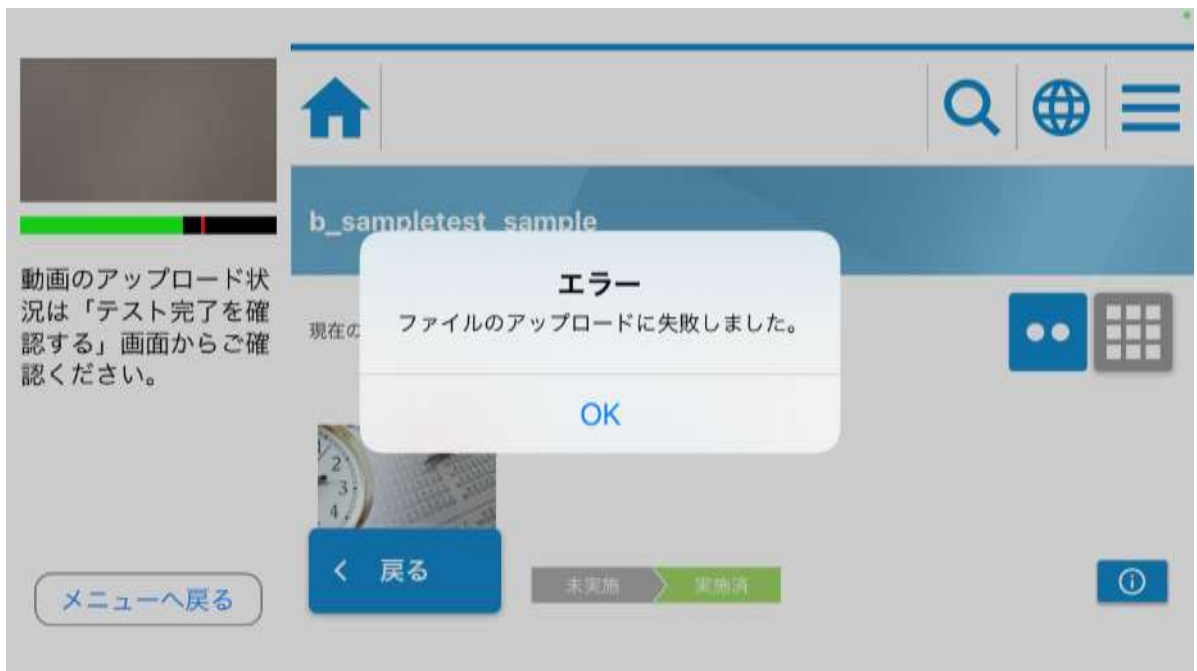 b_sampletest_sample
エラー
ファイルのアップロードに失敗しました。
OK
動画のアップロード状
況は「テスト完了を確
認する」画面からご確
認ください。
現在の
2
3
4
戻る
未実施
実施済
メニューへ戻る